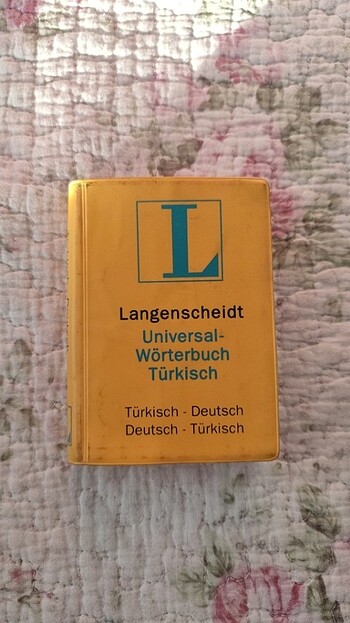 L
Langenscheidt
Universal-
Wörterbuch
Türkisch
Türkisch - Deutsch
Deutsch - Türkisch